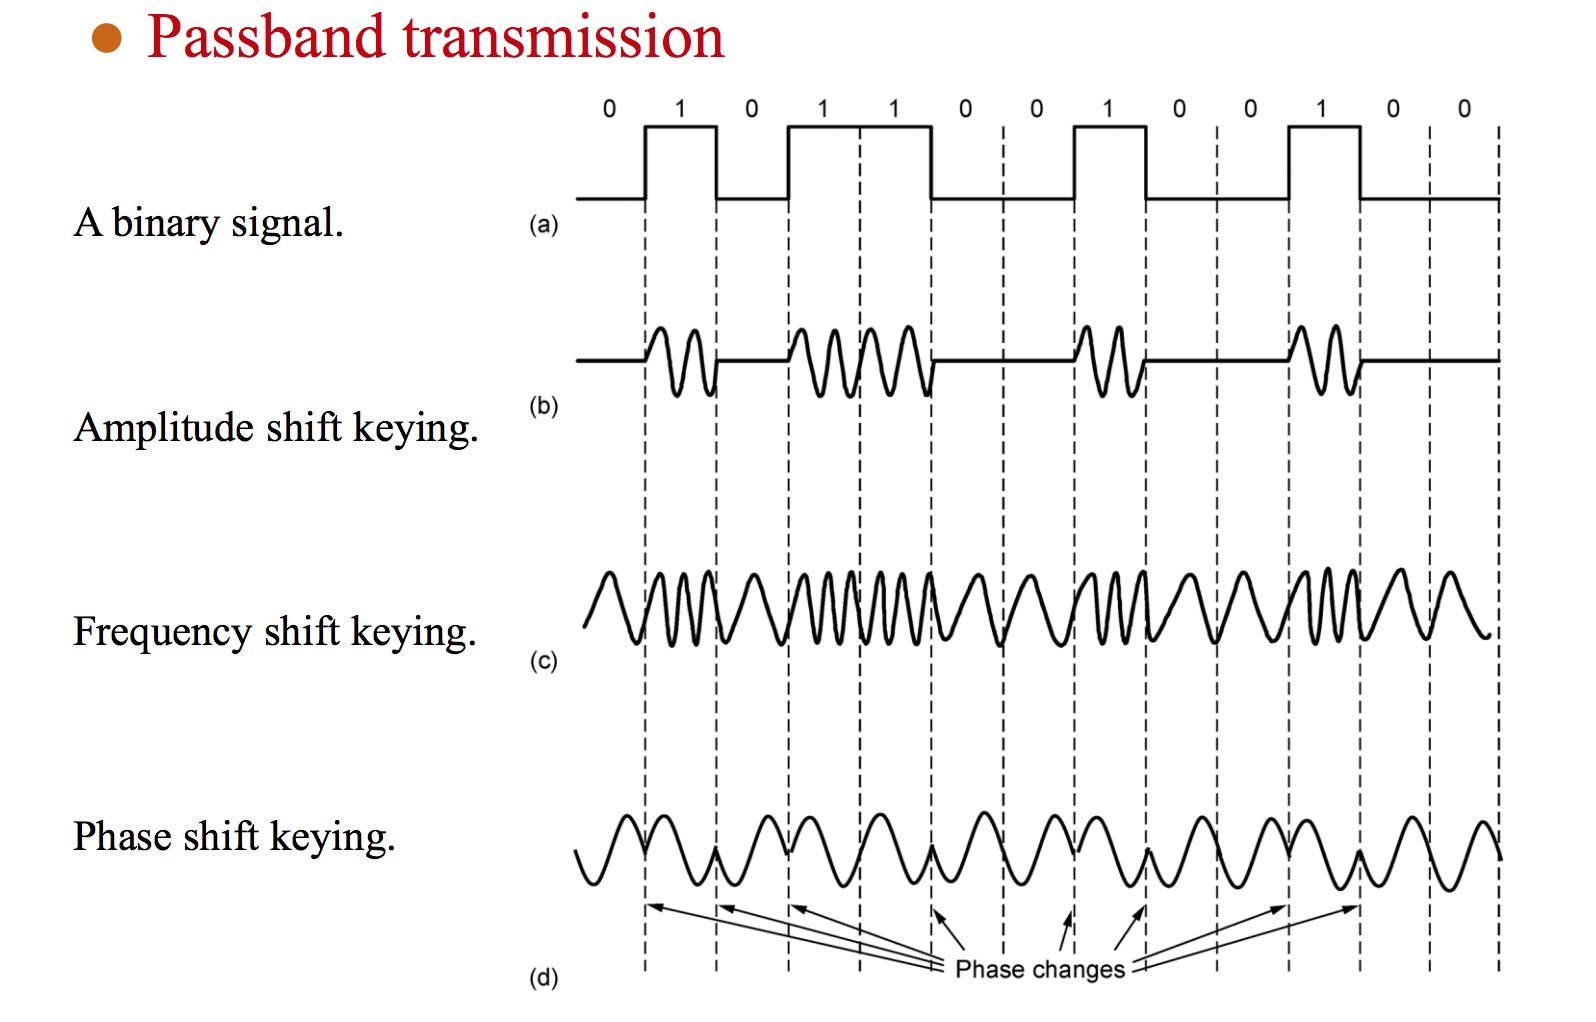 Passband transmission
0 1 0 1 1 0 0 1 0 0 1 0 0
A binary signal.
(a)
Amplitude shift keying.
(b)
Frequency shift keying.
(c)
Phase shift keying.
Phase changes
(d)